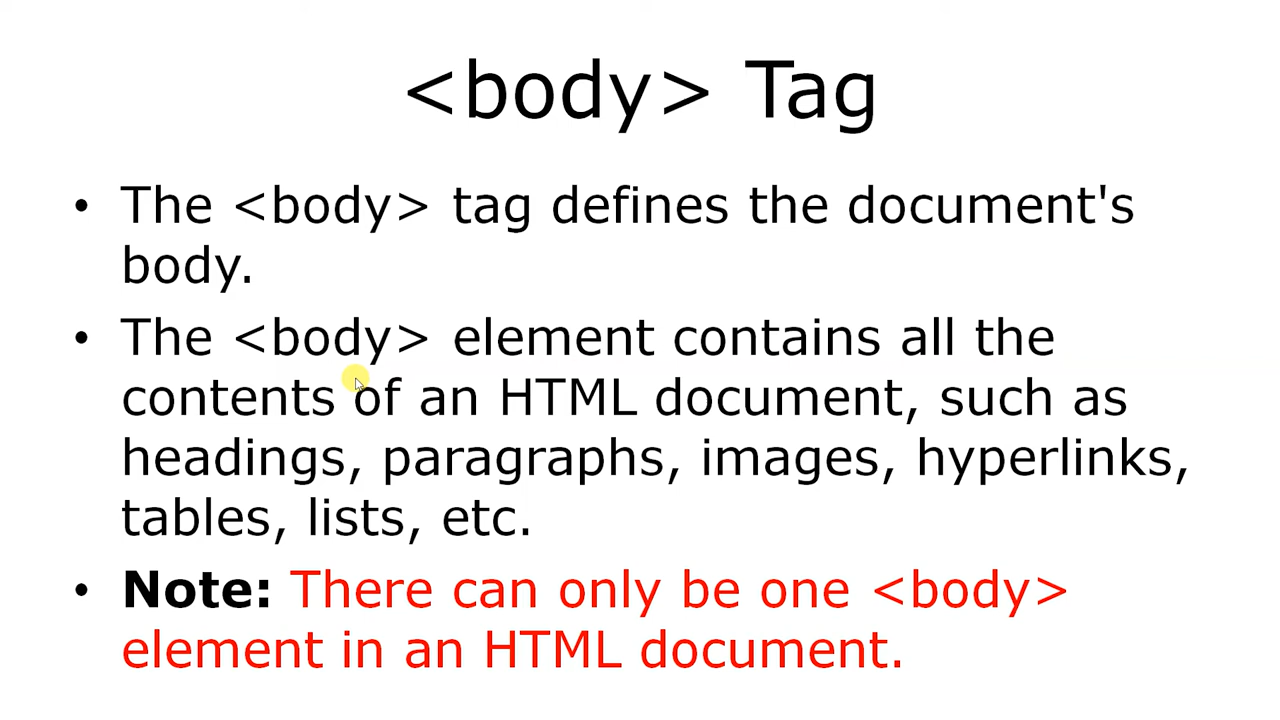 <body> Tag
• The <body> tag defines the document's
body.
• The <body> element contains all the
contents of an HTML document, such as
headings, paragraphs, images, hyperlinks,
tables, lists, etc.
• Note: There can only be one <body>
element in an HTML document.